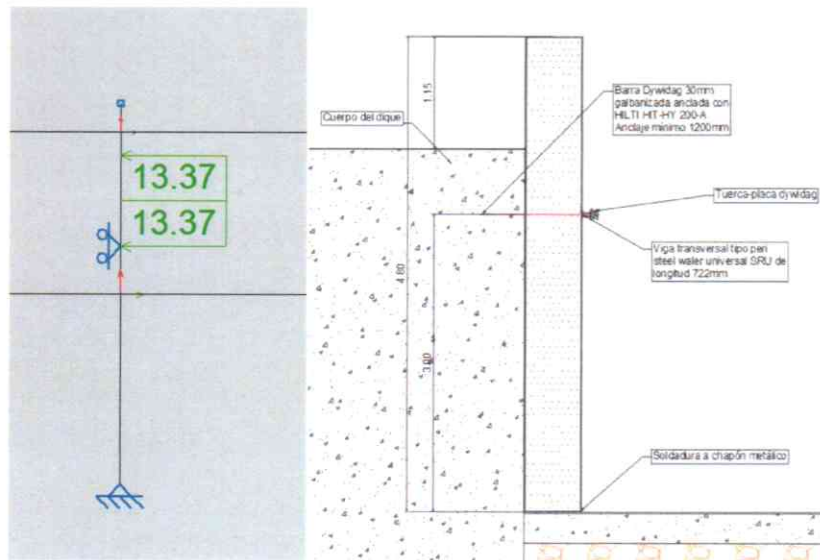 13.37
13.37
1.15
4.80
3.00
Cuerpo del dique
Barra Dywidag 30mm
galbanizada anclada con
HILTI HIT-HY 200-A
Anclaje mínimo 1200mm
Tuerca-placa dywidag
Viga transversal tipo peri
steel waler universal SRU de
longitud 722mm
Soldadura a chapón metálico